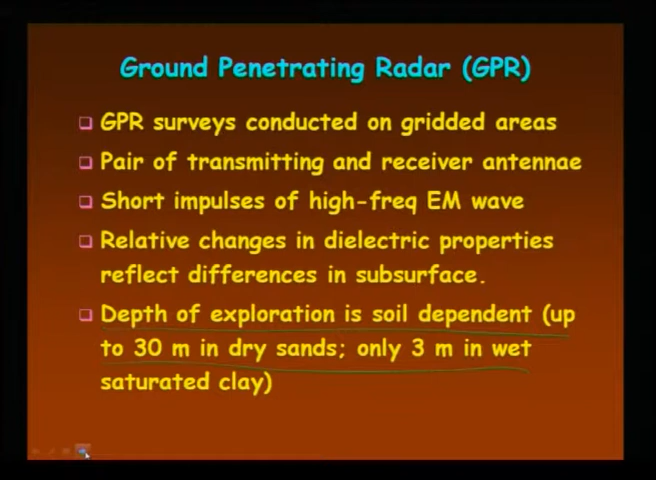 Ground Penetrating Radar (GPR)
GPR surveys conducted on gridded areas
Pair of transmitting and receiver antennae
Short impulses of high-freq EM wave
Relative changes in dielectric properties
reflect differences in subsurface.
Depth of exploration is soil dependent (up
to 30 m in dry sands; only 3 m in wet
saturated clay)